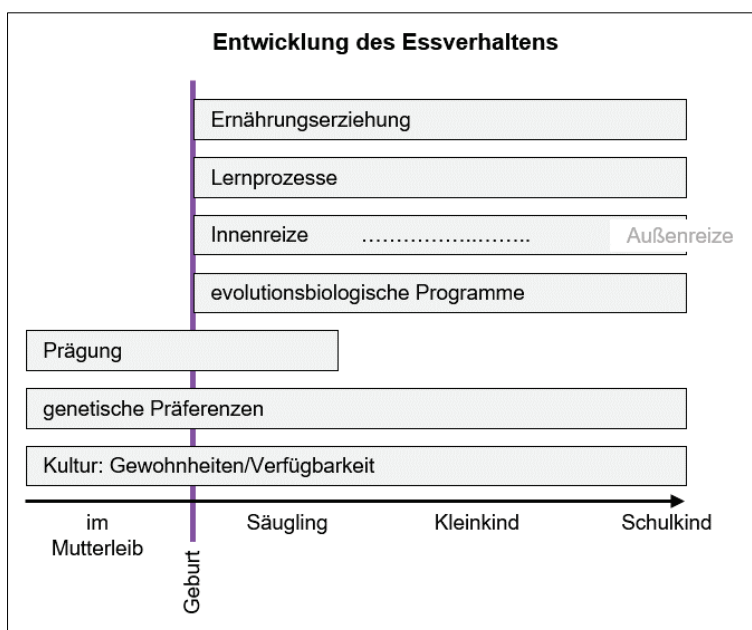 Entwicklung des Essverhaltens
Ernährungserziehung
Lernprozesse
Innenreize ……………..…….. Außenreize
evolutionsbiologische Programme
Prägung
genetische Präferenzen
Kultur: Gewohnheiten/Verfügbarkeit
im
Mutterleib
Geburt
Säugling
Kleinkind
Schulkind